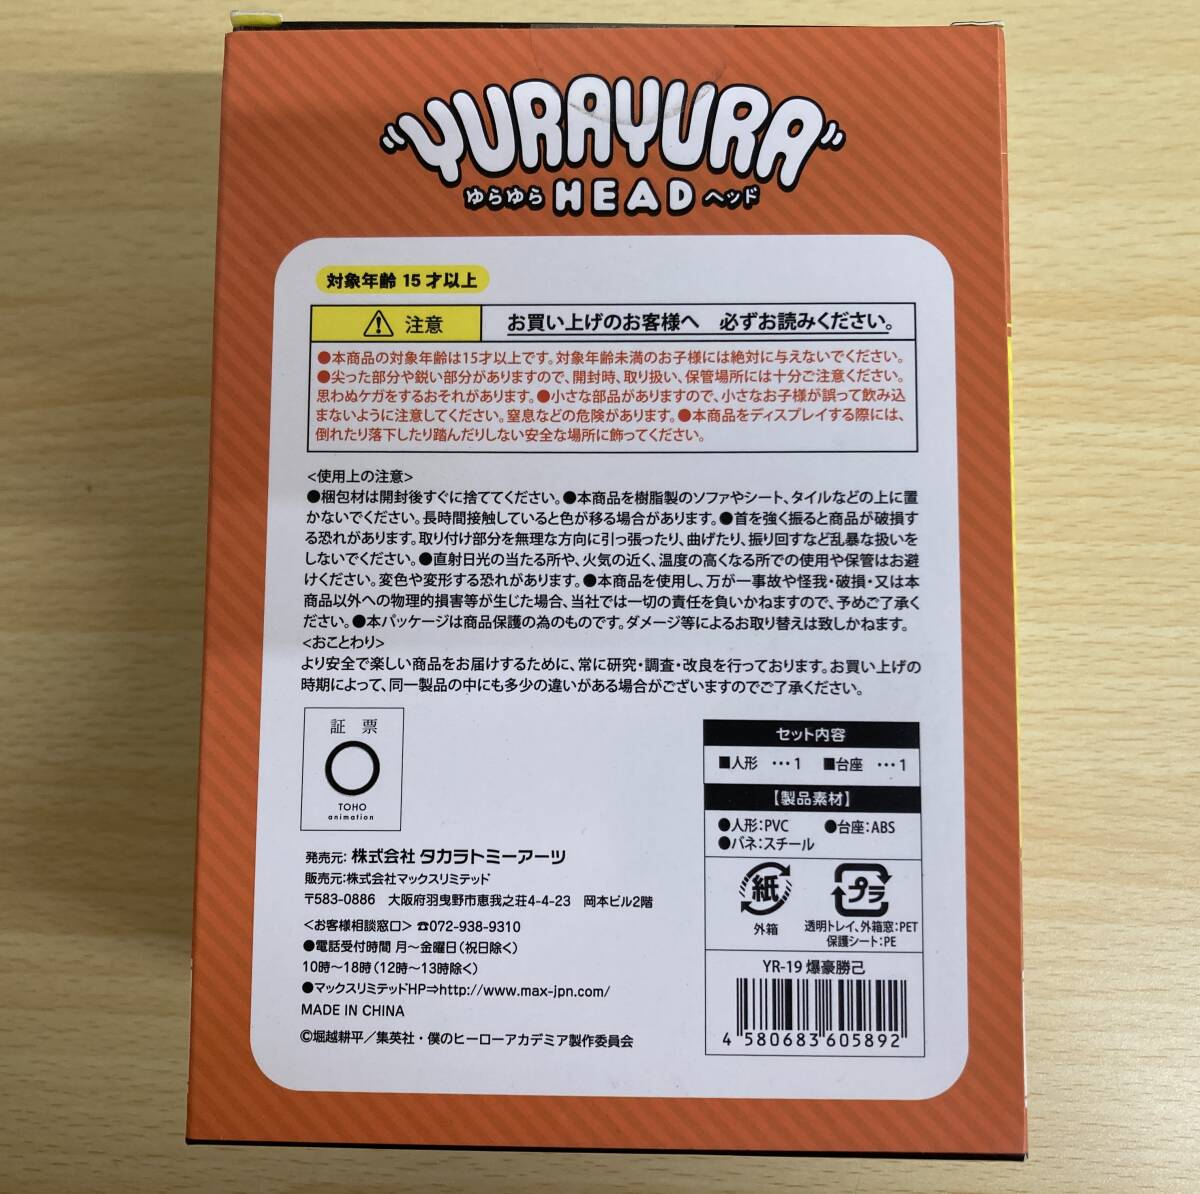 "YURAYURA"
ゆらゆら HEAD ヘッド
対象年齢 15 才以上
注意 お買い上げのお客様へ 必ずお読みください。
●本商品の対象年齢は15才以上です。対象年齢未満のお子様には絶対に与えないでください。
●尖った部分や鋭い部分がありますので、開封時、取り扱い、保管場所には十分ご注意ください。
思わぬケガをするおそれがあります。●小さな部品がありますので、小さなお子様が誤って飲み込
まないように注意してください。窒息などの危険があります。●本商品をディスプレイする際には、
倒れたり落下したり踏んだりしない安全な場所に飾ってください。
<使用上の注意>
●梱包材は開封後すぐに捨ててください。●本商品を樹脂製のソファやシート、タイルなどの上に置
かないでください。長時間接触していると色が移る場合があります。●首を強く振ると商品が破損す
る恐れがあります。取り付け部分を無理な方向に引っ張ったり、曲げたり、振り回すなど乱暴な扱いを
しないでください。●直射日光の当たる所や、火気の近く、温度の高くなる所での使用や保管はお避
けください。変色や変形する恐れがあります。●本商品を使用し、万が一事故や怪我・破損・又は本
商品以外への物理的損害等が生じた場合、当社では一切の責任を負いかねますので、予めご了承く
ださい。●本パッケージは商品保護の為のものです。ダメージ等によるお取り替えは致しかねます。
<おことわり>
より安全で楽しい商品をお届けするために、常に研究・調査・改良を行っております。お買い上げの
時期によって、同一製品の中にも多少の違いがある場合がございますのでご了承ください。
証 票
TOHO
animation
発売元: 株式会社 タカラトミーアーツ
販売元:株式会社マックスリミテッド
〒583-0886 大阪府羽曳野市恵我之荘4-4-23 岡本ビル2階
<お客様相談窓口> ☎072-938-9310
●電話受付時間 月〜金曜日(祝日除く)
10時〜18時(12時〜13時除く)
●マックスリミテッドHP⇒http://www.max-jpn.com/
MADE IN CHINA
©堀越耕平/集英社・僕のヒーローアカデミア製作委員会
セット内容
■人形 …1 ■台座 …1
【製品素材】
●人形:PVC ●台座:ABS
●バネ:スチール
紙
外箱
プラ
透明トレイ、外箱窓:PET
保護シート:PE
YR-19 爆豪勝己
4 580683 605892